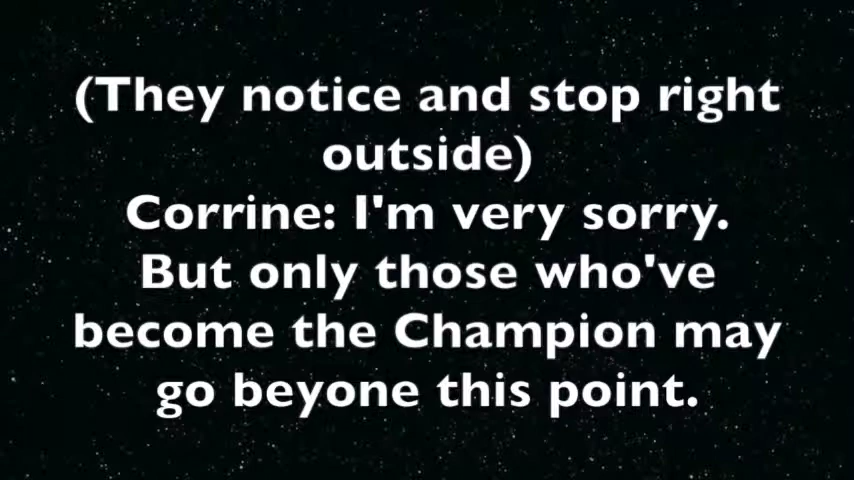 (They notice and stop right
outside)
Corrine: I'm very sorry.
But only those who've
become the Champion may
go beyone this point.